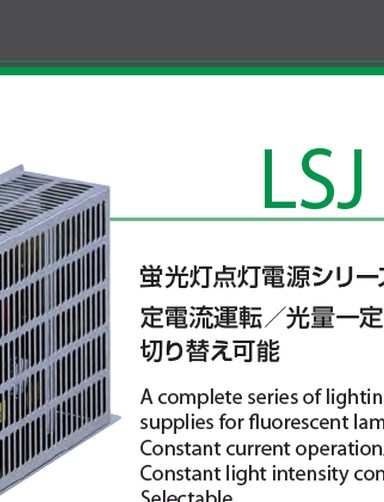 LSJ
蛍光灯点灯電源シリーズ
定電流運転／光量一定
切り替え可能
A complete series of lightin
supplies for fluorescent lam
Constant current operation
Constant light intensity con
Selectable